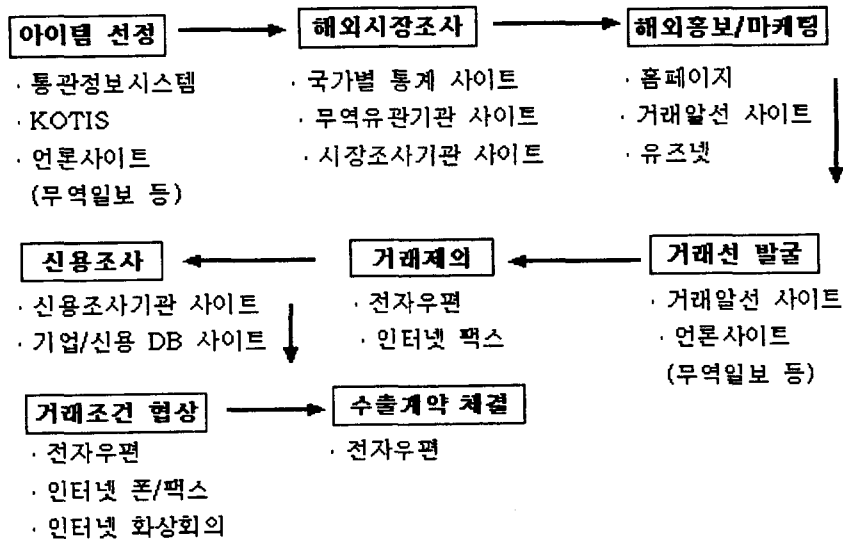 아이템 선정
· 통관정보시스템
· KOTIS
· 언론사이트
(무역일보 등)
해외시장조사
· 국가별 통계 사이트
· 무역유관기관 사이트
· 시장조사기관 사이트
해외홍보/마케팅
· 홈페이지
· 거래알선 사이트
· 유즈넷
거래선 발굴
· 거래알선 사이트
· 언론사이트
(무역일보 등)
거래제의
· 전자우편
· 인터넷 팩스
신용조사
· 신용조사기관 사이트
· 기업/신용 DB 사이트
거래조건 협상
· 전자우편
· 인터넷 폰/팩스
· 인터넷 화상회의
수출계약 체결
· 전자우편